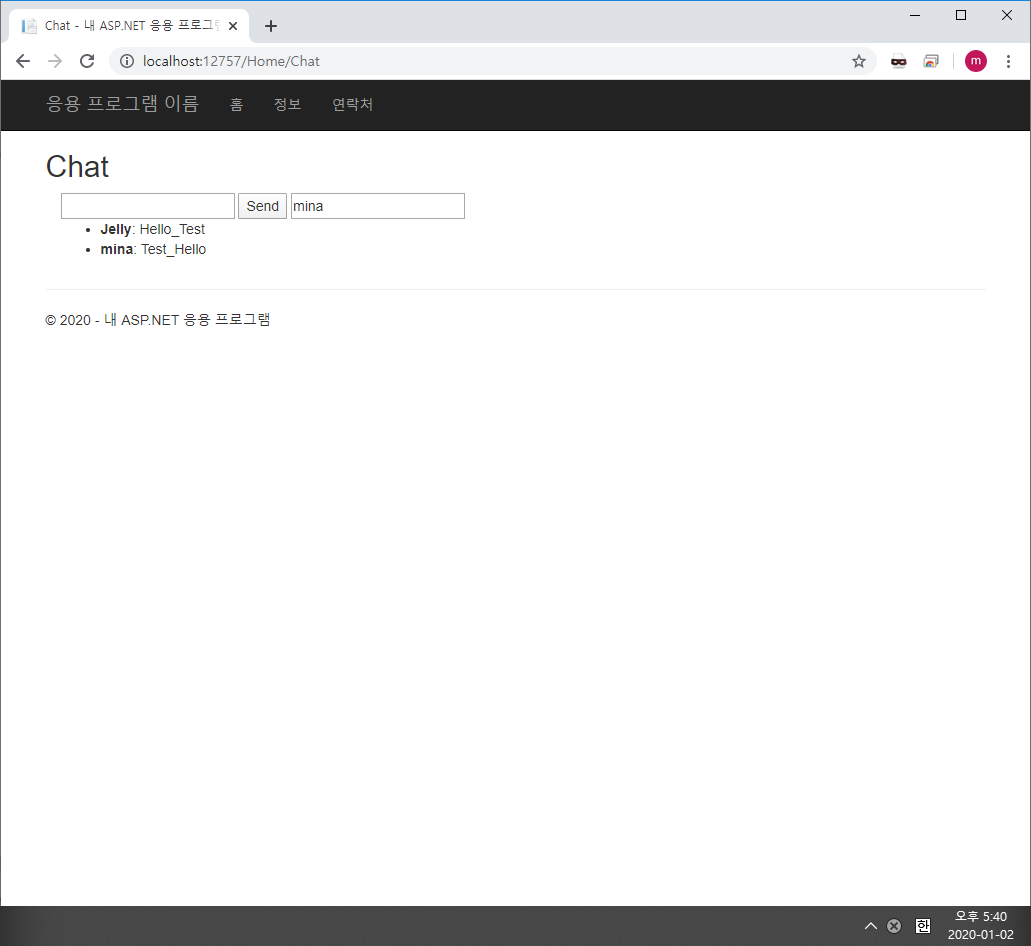 Chat - 내 ASP.NET 응용 프로그
localhost:12757/Home/Chat
m
응용 프로그램 이름 홈 정보 연락처
Chat
Send mina
Jelly: Hello_Test
mina: Test_Hello
© 2020 - 내 ASP.NET 응용 프로그램
한
오후 5:40
2020-01-02